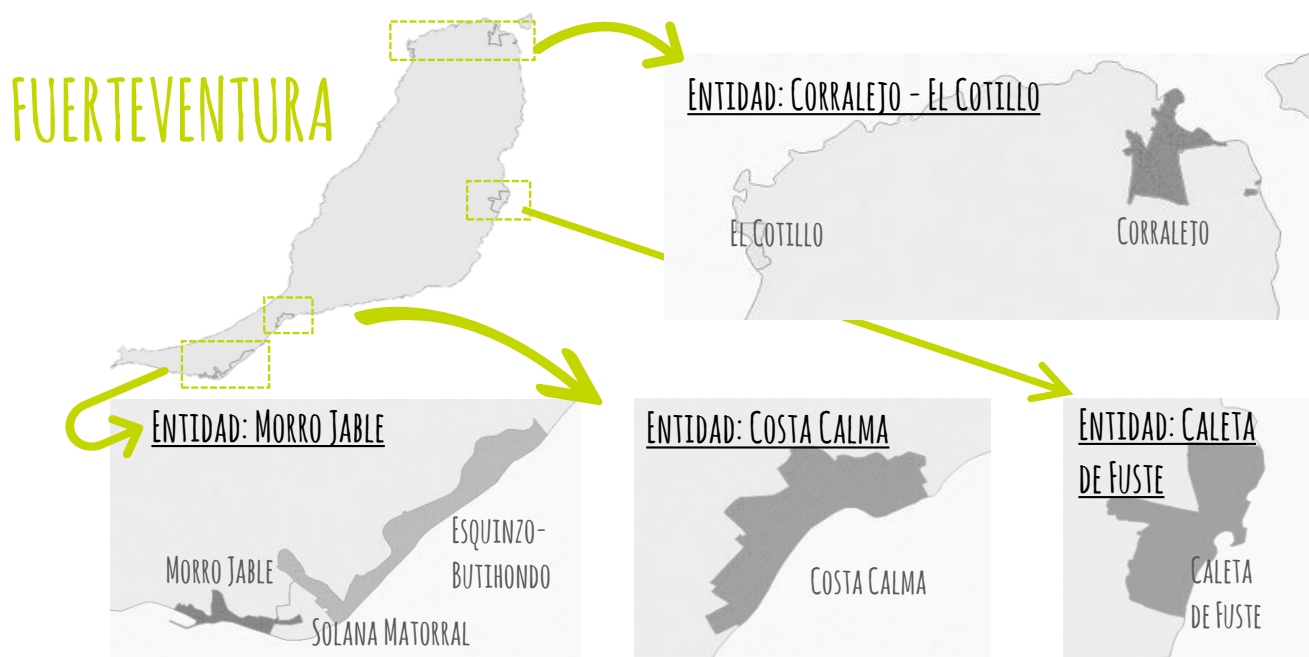 FUERTEVENTURA
ENTIDAD: CORRALEJO - EL COTILLO
EL COTILLO
CORRALEJO
ENTIDAD: MORRO JABLE
ESQUINZO-
BUTIHONDO
MORRO JABLE
SOLANA MATORRAL
ENTIDAD: COSTA CALMA
COSTA CALMA
ENTIDAD: CALETA
DE FUSTE
CALETA
DE FUSTE